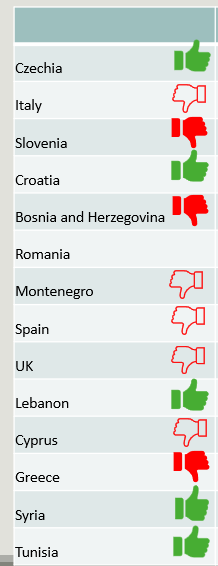 Czechia
Italy
Slovenia
Croatia
Bosnia and Herzegovina
Romania
Montenegro
Spain
UK
Lebanon
Cyprus
Greece
Syria
Tunisia